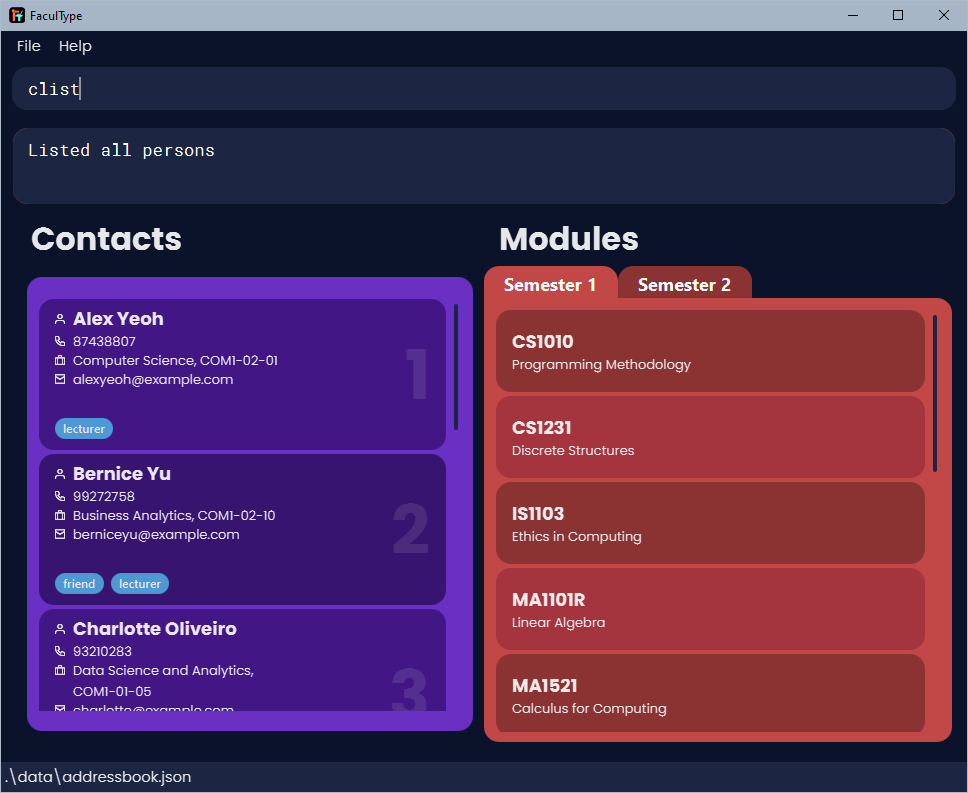 FaculType
File Help
clist
Listed all persons
Contacts
Alex Yeoh
87438807
Computer Science, COM1-02-01
alexyeoh@example.com
1
lecturer
Bernice Yu
99272758
Business Analytics, COM1-02-10
berniceyu@example.com
2
friend lecturer
Charlotte Oliveiro
93210283
Data Science and Analytics,
COM1-01-05
charlotte@example.com
3
Modules
Semester 1 Semester 2
CS1010
Programming Methodology
CS1231
Discrete Structures
IS1103
Ethics in Computing
MA1101R
Linear Algebra
MA1521
Calculus for Computing
.\data\addressbook.json